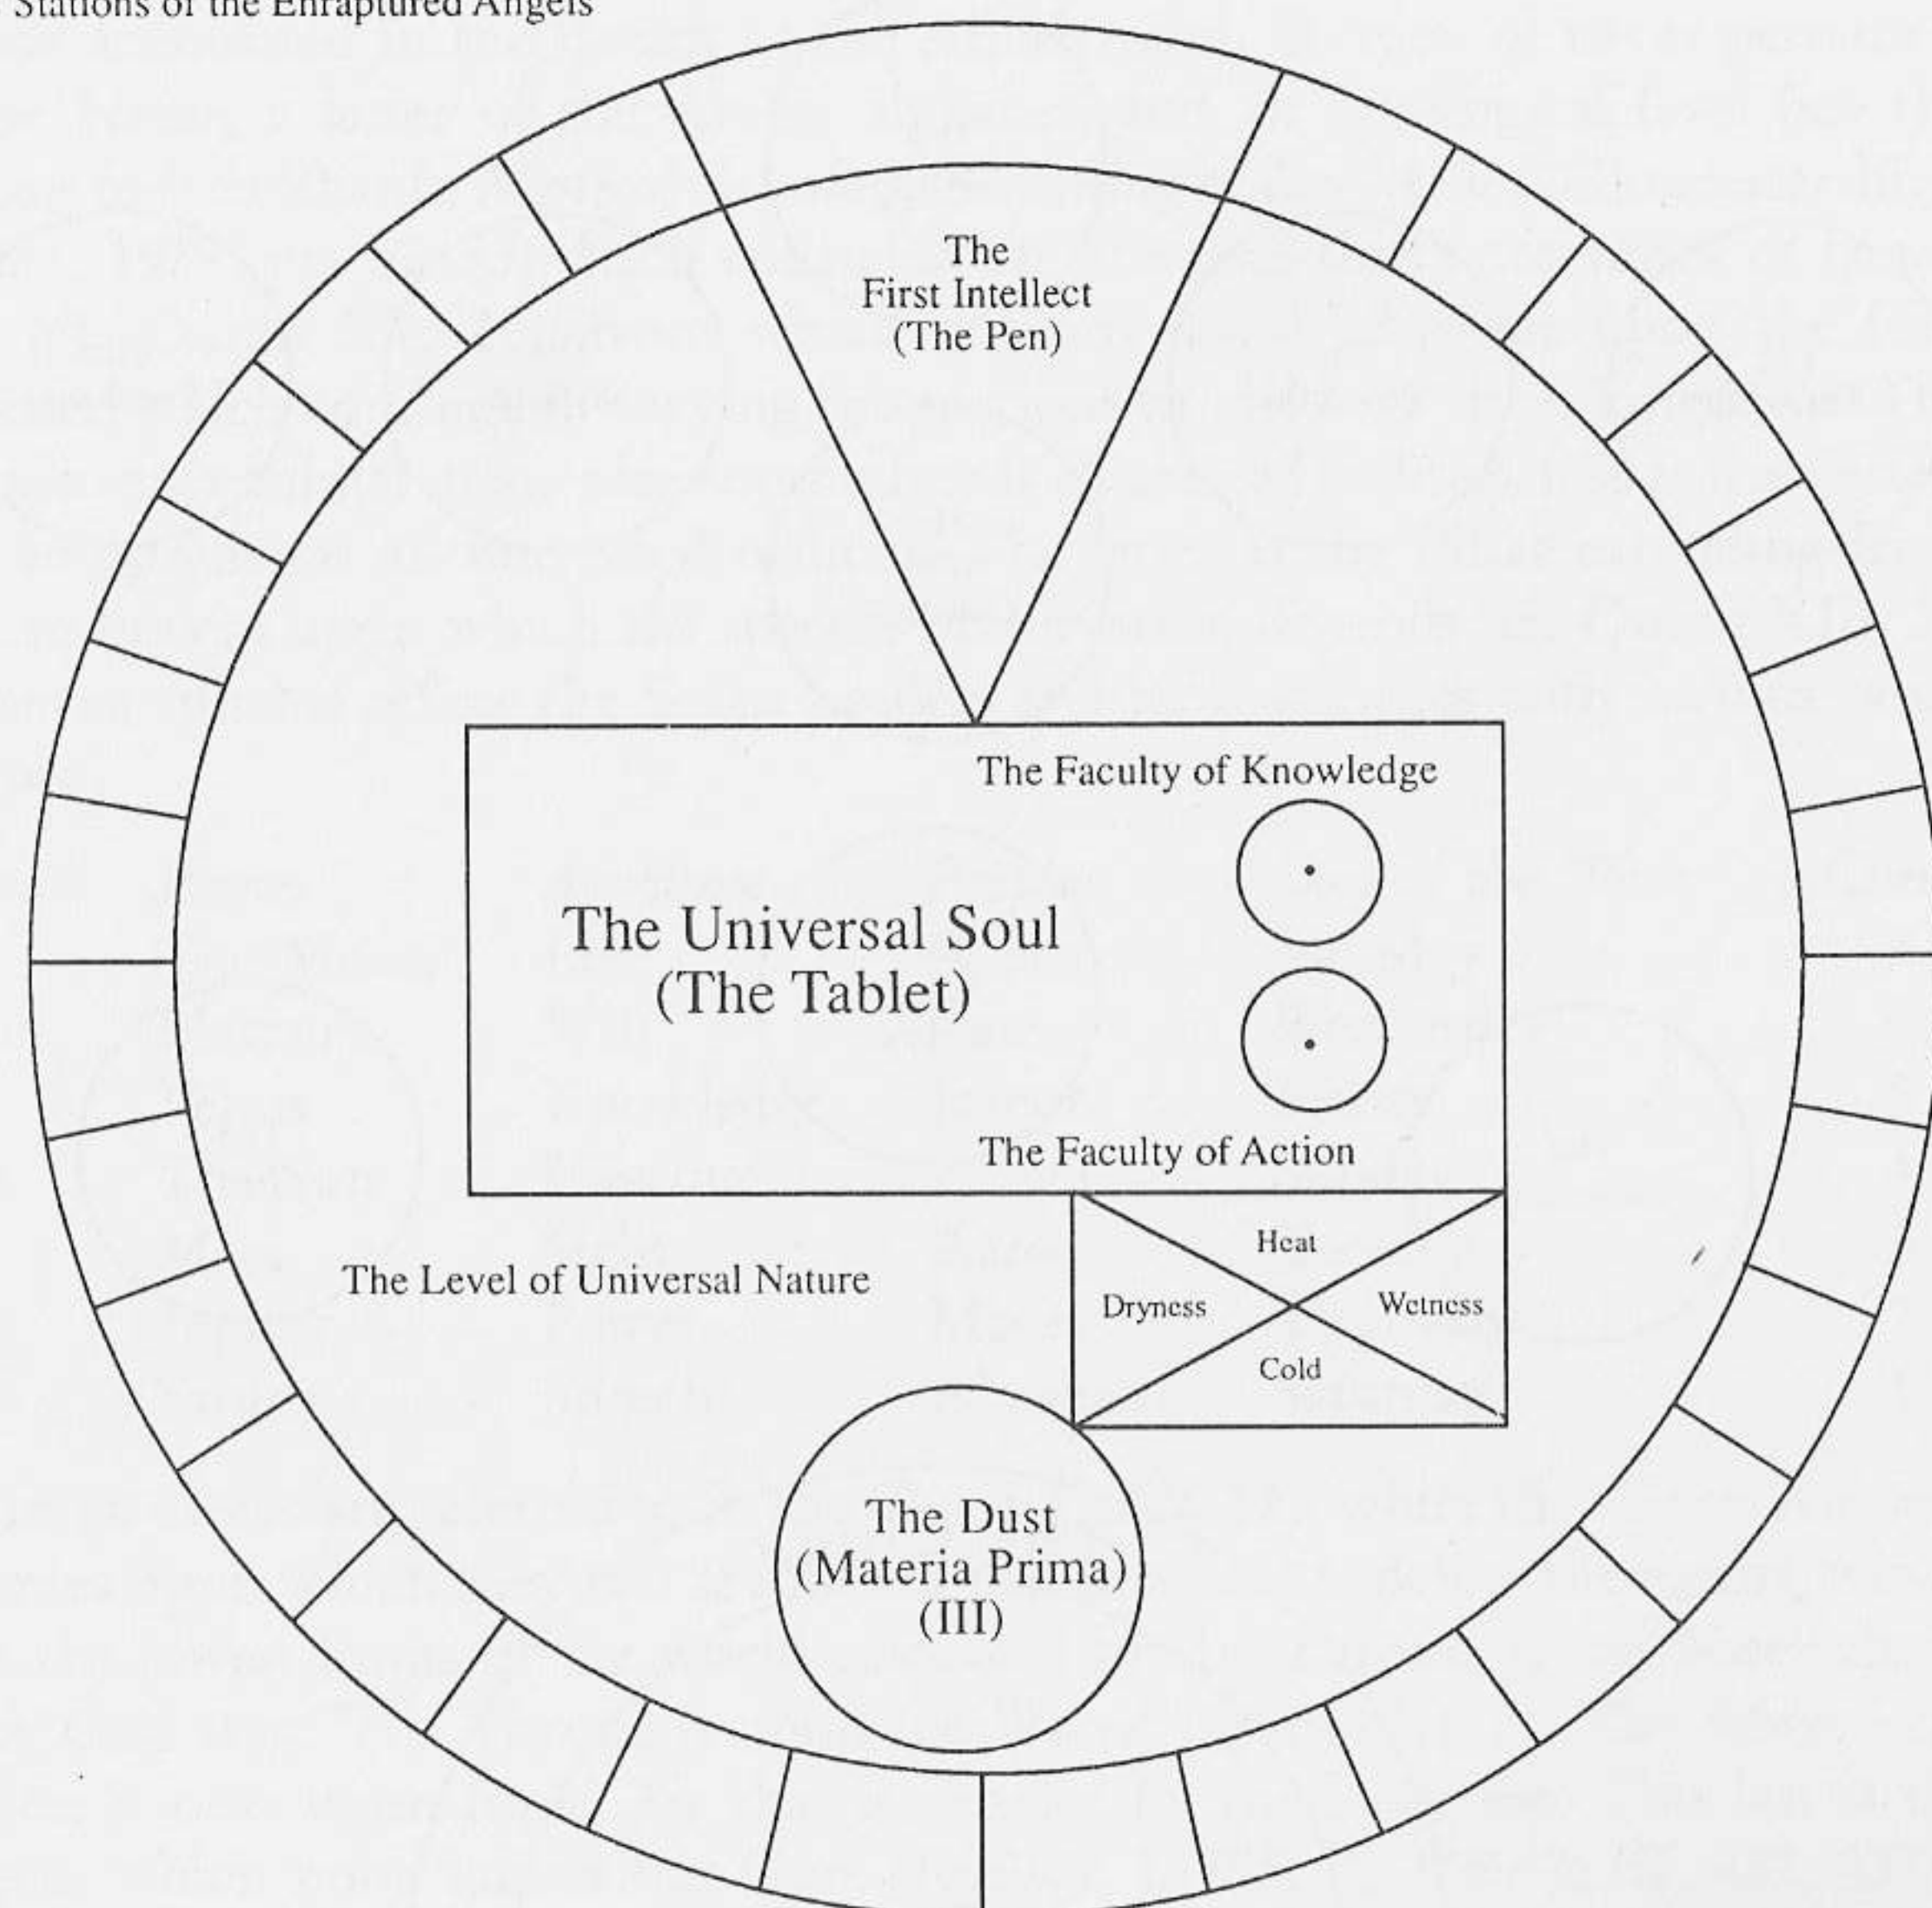 Stations of the Enraptured Angels
The
First Intellect
(The Pen)
The Faculty of Knowledge
The Universal Soul
(The Tablet)
The Faculty of Action
The Level of Universal Nature
Heat
Dryness
Wetness
Cold
The Dust
(Materia Prima)
(III)